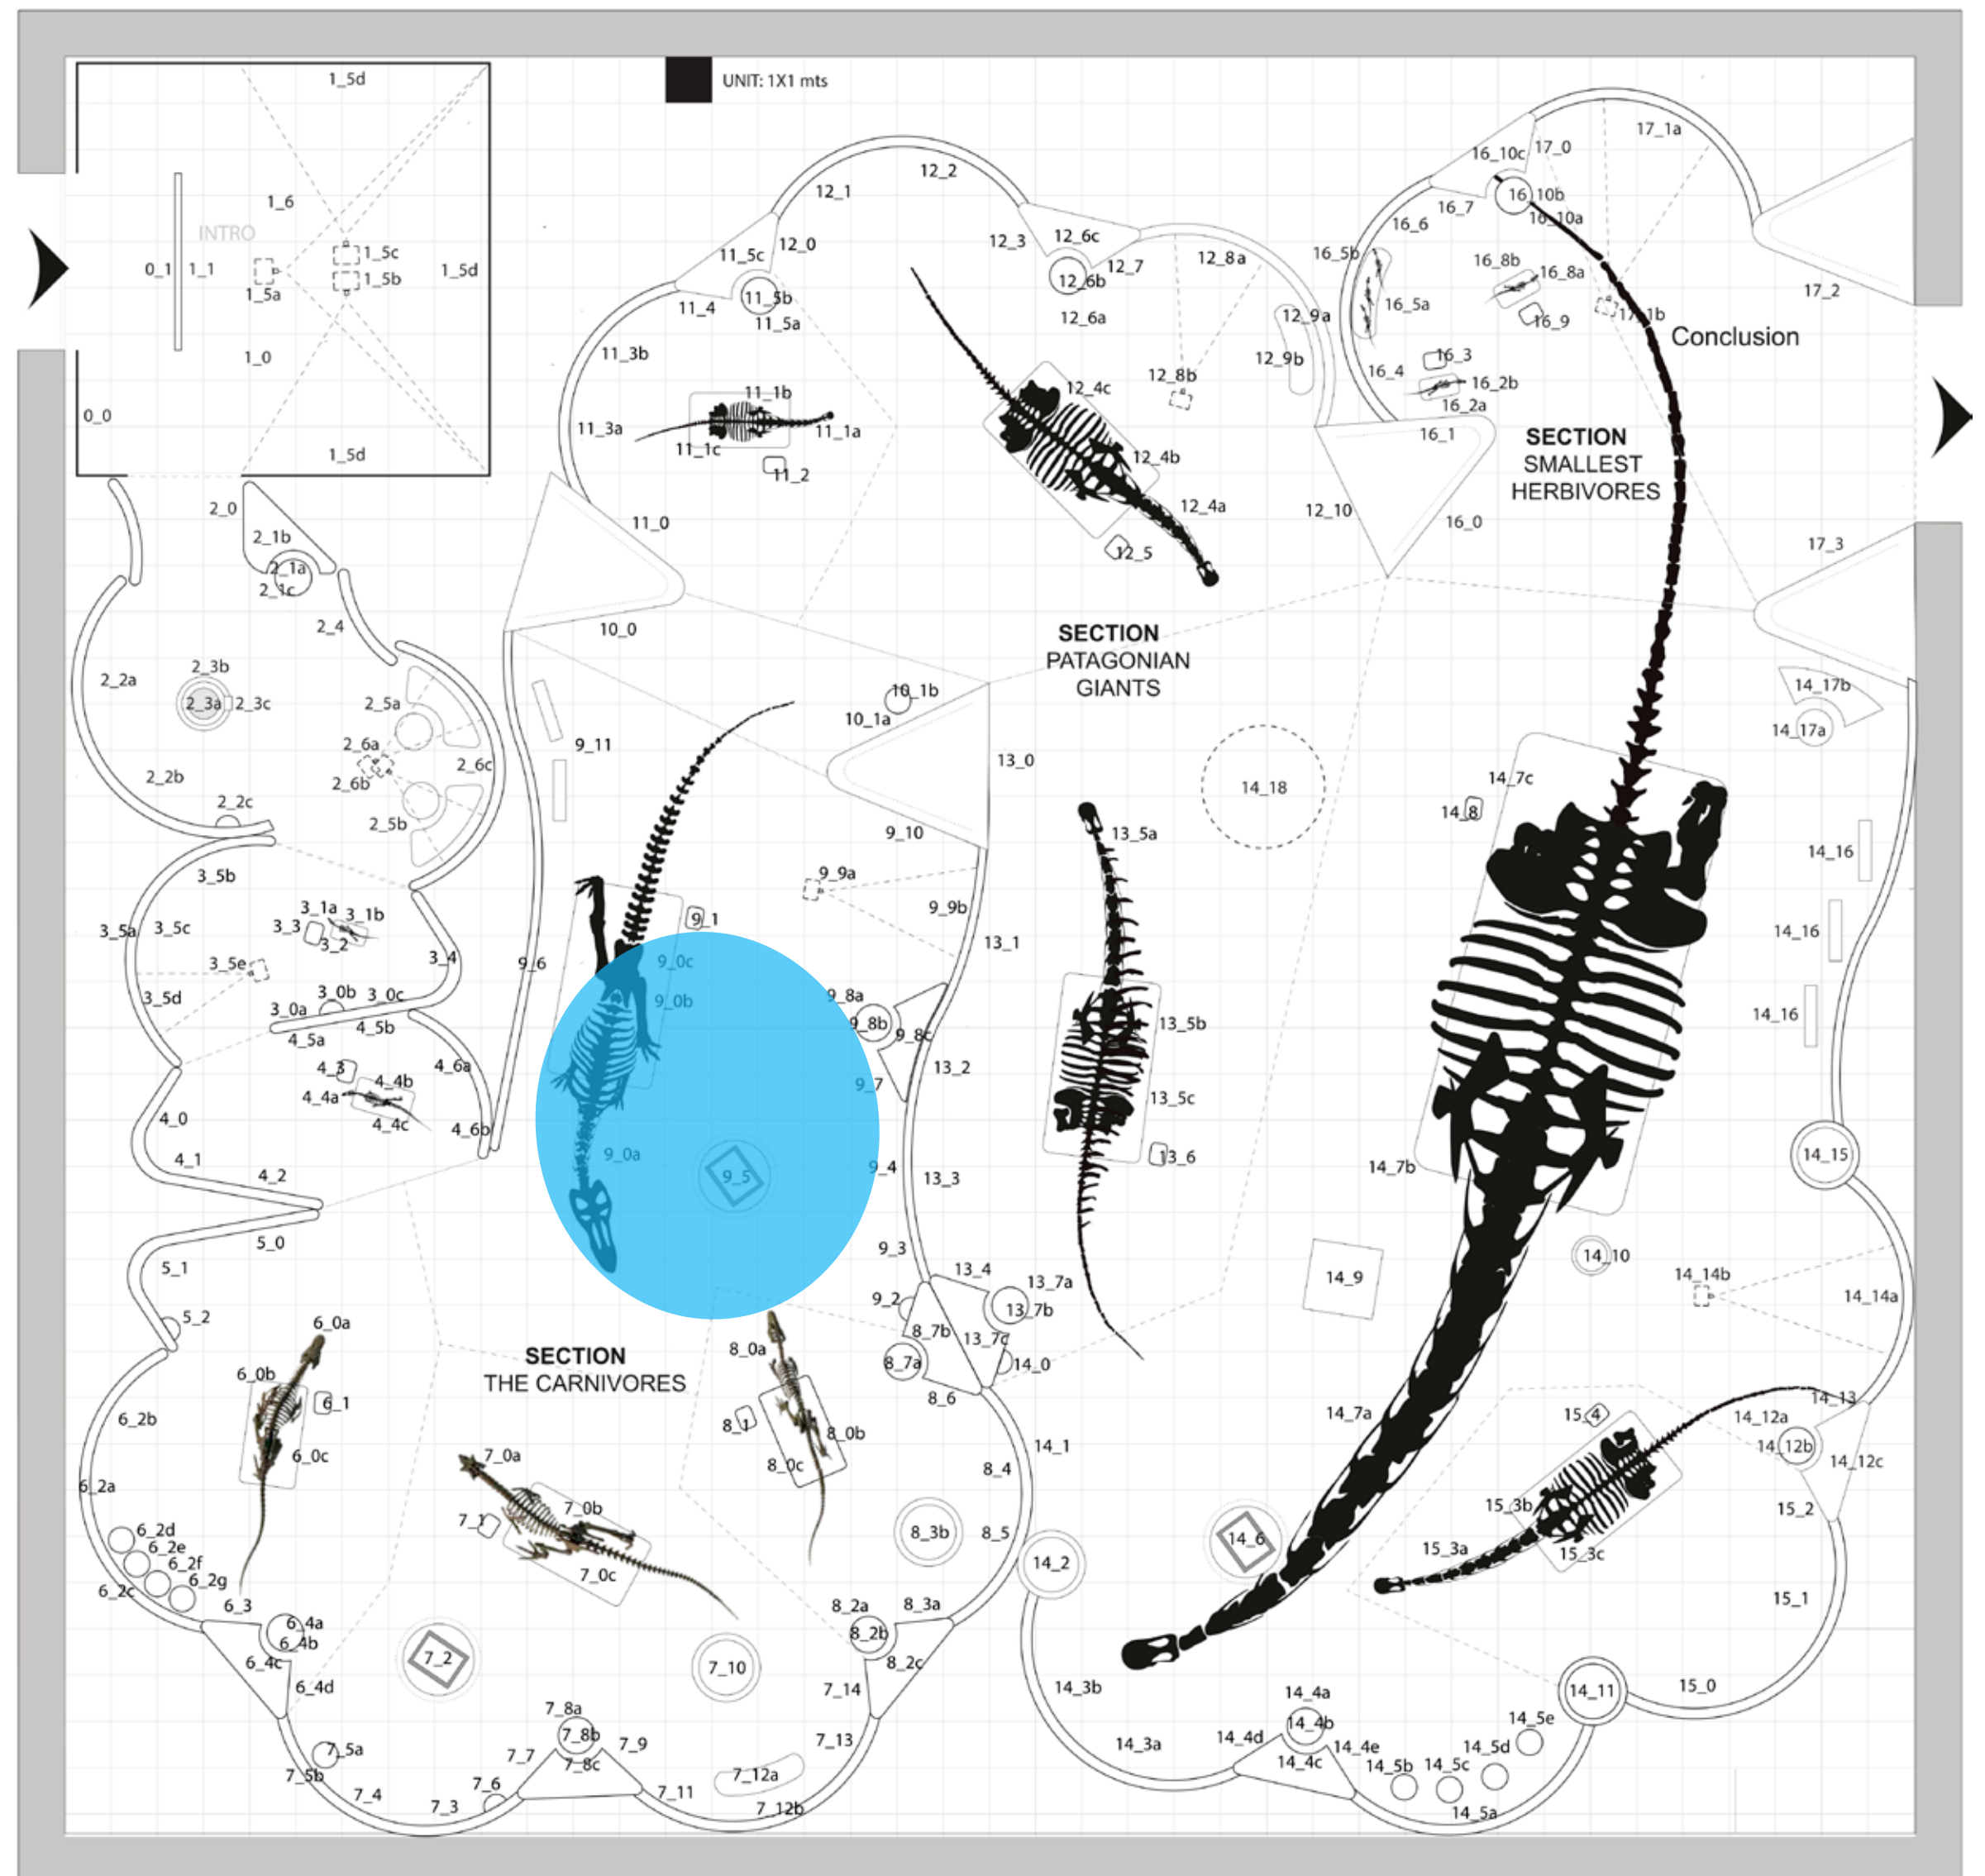 UNIT: 1X1 mts
1_5d
1_6
INTRO
0_1
1_1
1_5a
1_5c
1_5b
1_5d
1_0
0_0
1_5d
2_0
2_1b
2_1a
2_1c
2_4
2_2a
2_3b
2_3a
2_3c
2_5a
2_6a
2_6b
2_6c
2_2b
2_2c
2_5b
3_5b
3_5a
3_5c
3_1a
3_1b
3_3
3_2
3_5e
3_4
3_5d
3_0a
3_0b
3_0c
4_5a
4_5b
4_3
4_4b
4_4a
4_4c
4_6a
4_6b
4_0
4_1
4_2
5_0
5_1
5_2
6_0a
6_0b
6_1
6_2b
6_0c
6_2a
6_2d
6_2e
6_2f
6_2g
6_2c
6_3
6_4a
6_4b
6_4c
6_4d
SECTION
THE CARNIVORES
7_0a
7_0b
7_1
7_0c
7_2
7_10
7_5a
7_5b
7_4
7_3
7_6
7_7
7_8a
7_8b
7_8c
7_9
7_11
7_12a
7_12b
7_13
7_14
8_0a
8_1
8_0b
8_0c
8_7b
8_7a
8_6
8_4
8_3b
8_5
8_2a
8_3a
8_2b
8_2c
9_11
9_10
9_9a
9_9b
9_1
9_6
9_0c
9_0b
9_8a
9_8b
9_8c
9_7
9_0a
9_5
9_4
9_3
9_2
10_0
10_1b
10_1a
11_5c
11_5b
11_5a
11_4
11_3b
11_3a
11_1b
11_1a
11_1c
11_2
11_0
12_1
12_2
12_0
12_3
12_6c
12_6b
12_7
12_8a
12_6a
12_9a
12_9b
12_8b
12_4c
12_4b
12_4a
12_5
12_10
SECTION
PATAGONIAN
GIANTS
13_0
13_5a
13_1
13_5b
13_2
13_5c
13_6
13_3
13_4
13_7a
13_7b
13_7c
14_0
14_1
14_2
14_18
14_17b
14_17a
14_7c
14_8
14_16
14_16
14_16
14_15
14_7b
14_9
14_10
14_14b
14_14a
14_7a
14_13
14_12a
14_12b
14_12c
14_6
14_3b
14_3a
14_4a
14_4b
14_4d
14_4c
14_4e
14_5b
14_5c
14_5d
14_5e
14_5a
14_11
15_4
15_3b
15_3a
15_3c
15_2
15_1
15_0
16_10c
16_10b
16_10a
16_7
16_6
16_5b
16_5a
16_8b
16_8a
16_9
16_3
16_4
16_2b
16_2a
16_1
16_0
SECTION
SMALLEST
HERBIVORES
17_0
17_1a
17_1b
17_2
Conclusion
17_3